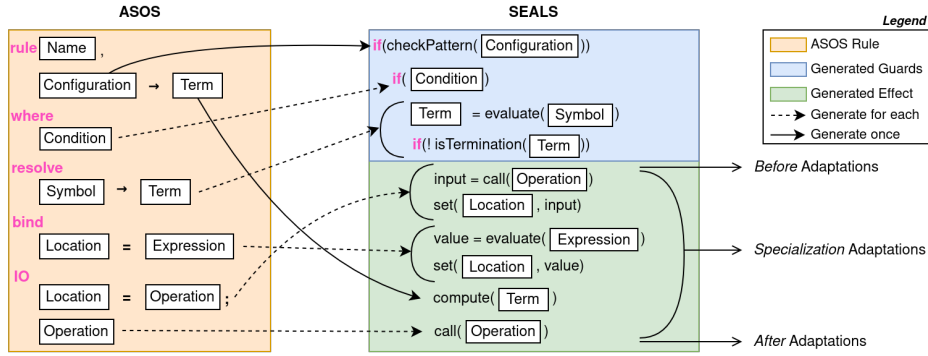 ASOS
SEALS
Legend
rule Name ,
Configuration → Term
where
Condition
resolve
Symbol → Term
bind
Location = Expression
IO
Location = Operation ;
Operation
if(checkPattern( Configuration ))
if( Condition )
Term = evaluate( Symbol )
if(! isTermination( Term ))
input = call( Operation )
set( Location , input)
value = evaluate( Expression )
set( Location , value)
compute( Term )
call( Operation )
ASOS Rule
Generated Guards
Generated Effect
Generate for each
Generate once
Before Adaptations
Specialization Adaptations
After Adaptations